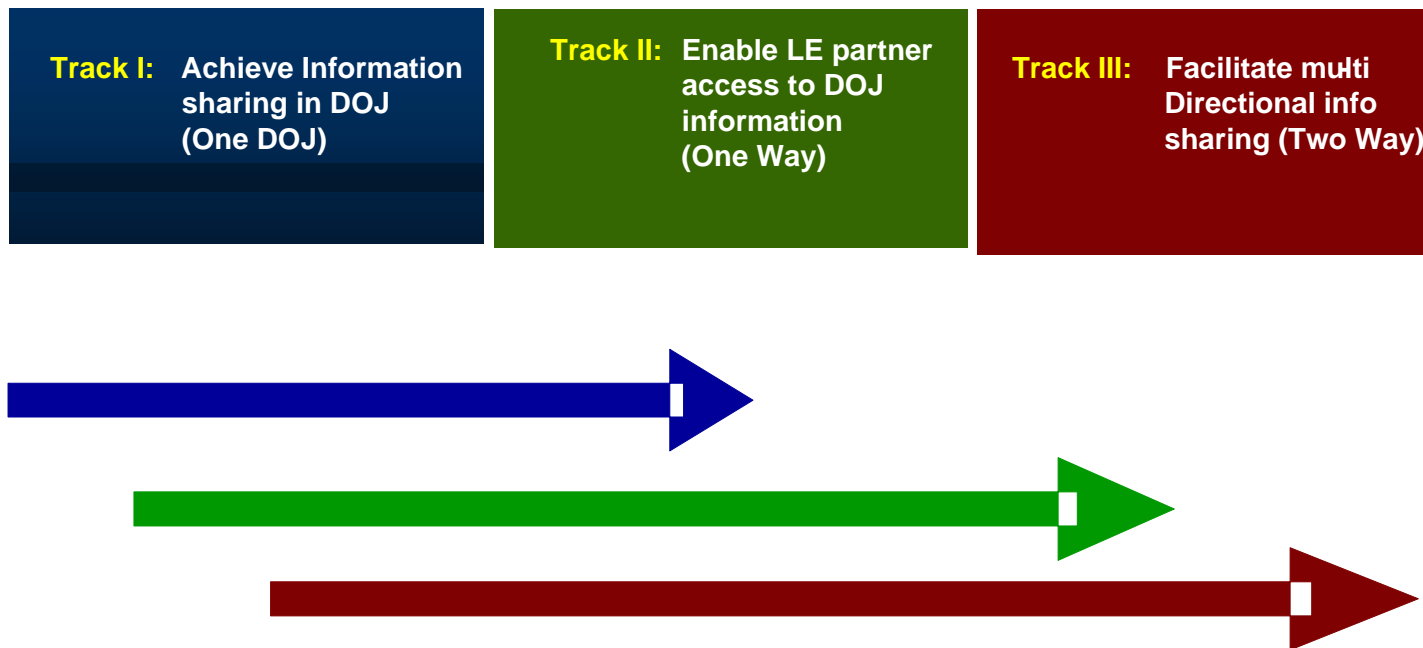 Track I: Achieve Information
sharing in DOJ
(One DOJ)
Track II: Enable LE partner
access to DOJ
information
(One Way)
Track III: Facilitate multi
Directional info
sharing (Two Way)